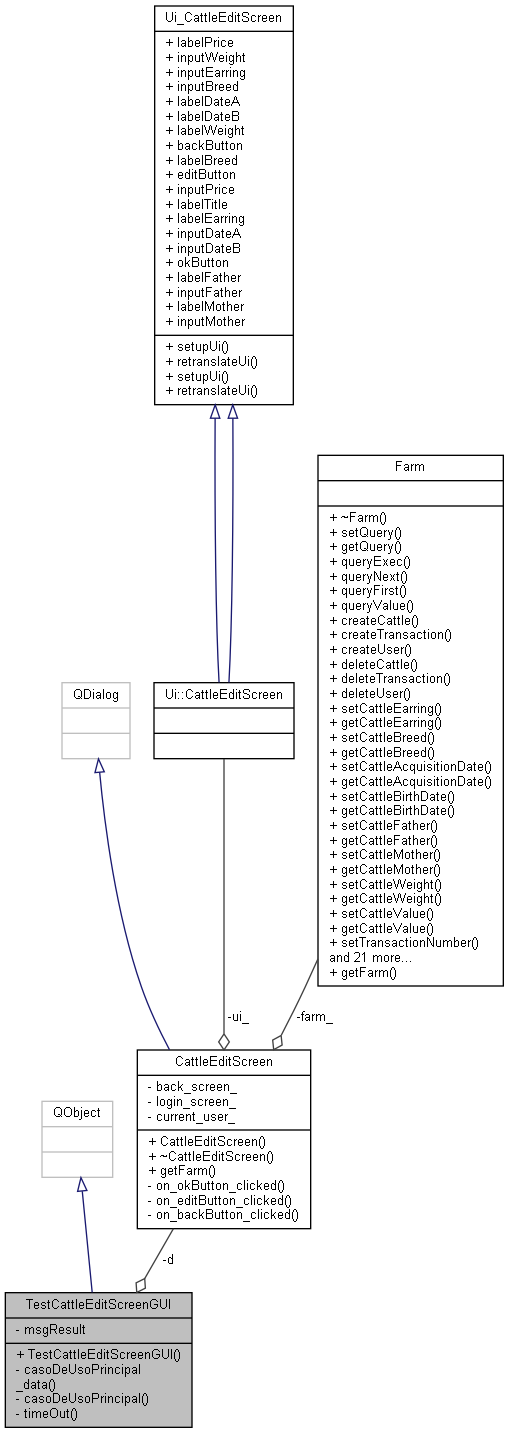 Ui_CattleEditScreen
+ labelPrice
+ inputWeight
+ inputEarring
+ inputBreed
+ labelDateA
+ labelDateB
+ labelWeight
+ backButton
+ labelBreed
+ editButton
+ inputPrice
+ labelTitle
+ labelEarring
+ inputDateA
+ inputDateB
+ okButton
+ labelFather
+ inputFather
+ labelMother
+ inputMother
+ setupUi()
+ retranslateUi()
+ setupUi()
+ retranslateUi()
Farm
+ ~Farm()
+ setQuery()
+ getQuery()
+ queryExec()
+ queryNext()
+ queryFirst()
+ queryValue()
+ createCattle()
+ createTransaction()
+ createUser()
+ deleteCattle()
+ deleteTransaction()
+ deleteUser()
+ setCattleEarring()
+ getCattleEarring()
+ setCattleBreed()
+ getCattleBreed()
+ setCattleAcquisitionDate()
+ getCattleAcquisitionDate()
+ setCattleBirthDate()
+ getCattleBirthDate()
+ setCattleFather()
+ getCattleFather()
+ setCattleMother()
+ getCattleMother()
+ setCattleWeight()
+ getCattleWeight()
+ setCattleValue()
+ getCattleValue()
+ setTransactionNumber()
and 21 more...
+ getFarm()
QDialog
Ui::CattleEditScreen
-ui_
-farm_
CattleEditScreen
- back_screen_
- login_screen_
- current_user_
+ CattleEditScreen()
+ ~CattleEditScreen()
+ getFarm()
- on_okButton_clicked()
- on_editButton_clicked()
- on_backButton_clicked()
QObject
-d
TestCattleEditScreenGUI
- msgResult
+ TestCattleEditScreenGUI()
- casoDeUsoPrincipal
_data()
- casoDeUsoPrincipal()
- timeOut()